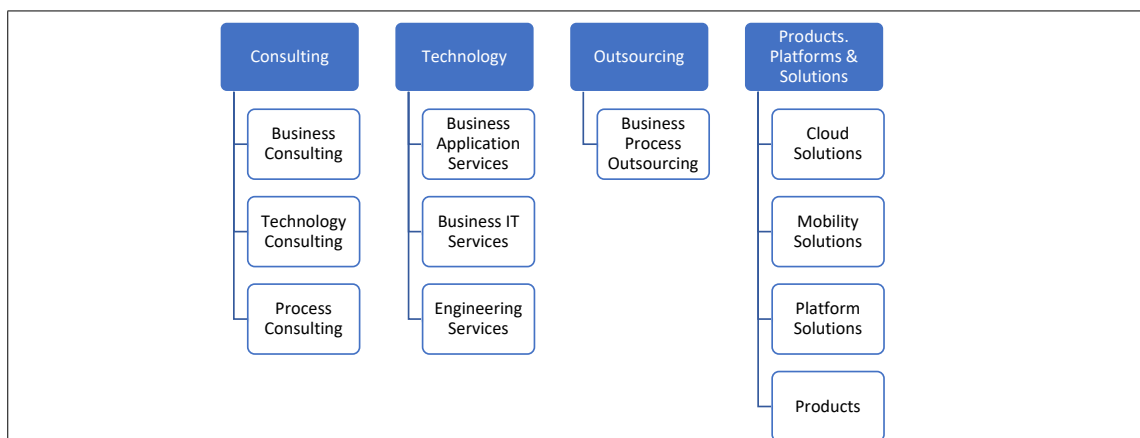 Consulting
Business
Consulting
Technology
Consulting
Process
Consulting
Technology
Business
Application
Services
Business IT
Services
Engineering
Services
Outsourcing
Business
Process
Outsourcing
Products.
Platforms &
Solutions
Cloud
Solutions
Mobility
Solutions
Platform
Solutions
Products